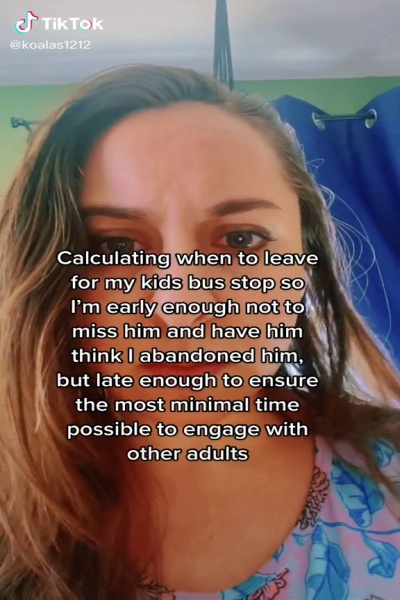 TikTok
@koalas1212
Calculating when to leave
for my kids bus stop so
I'm early enough not to
miss him and have him
think I abandoned him,
but late enough to ensure
the most minimal time
possible to engage with
other adults